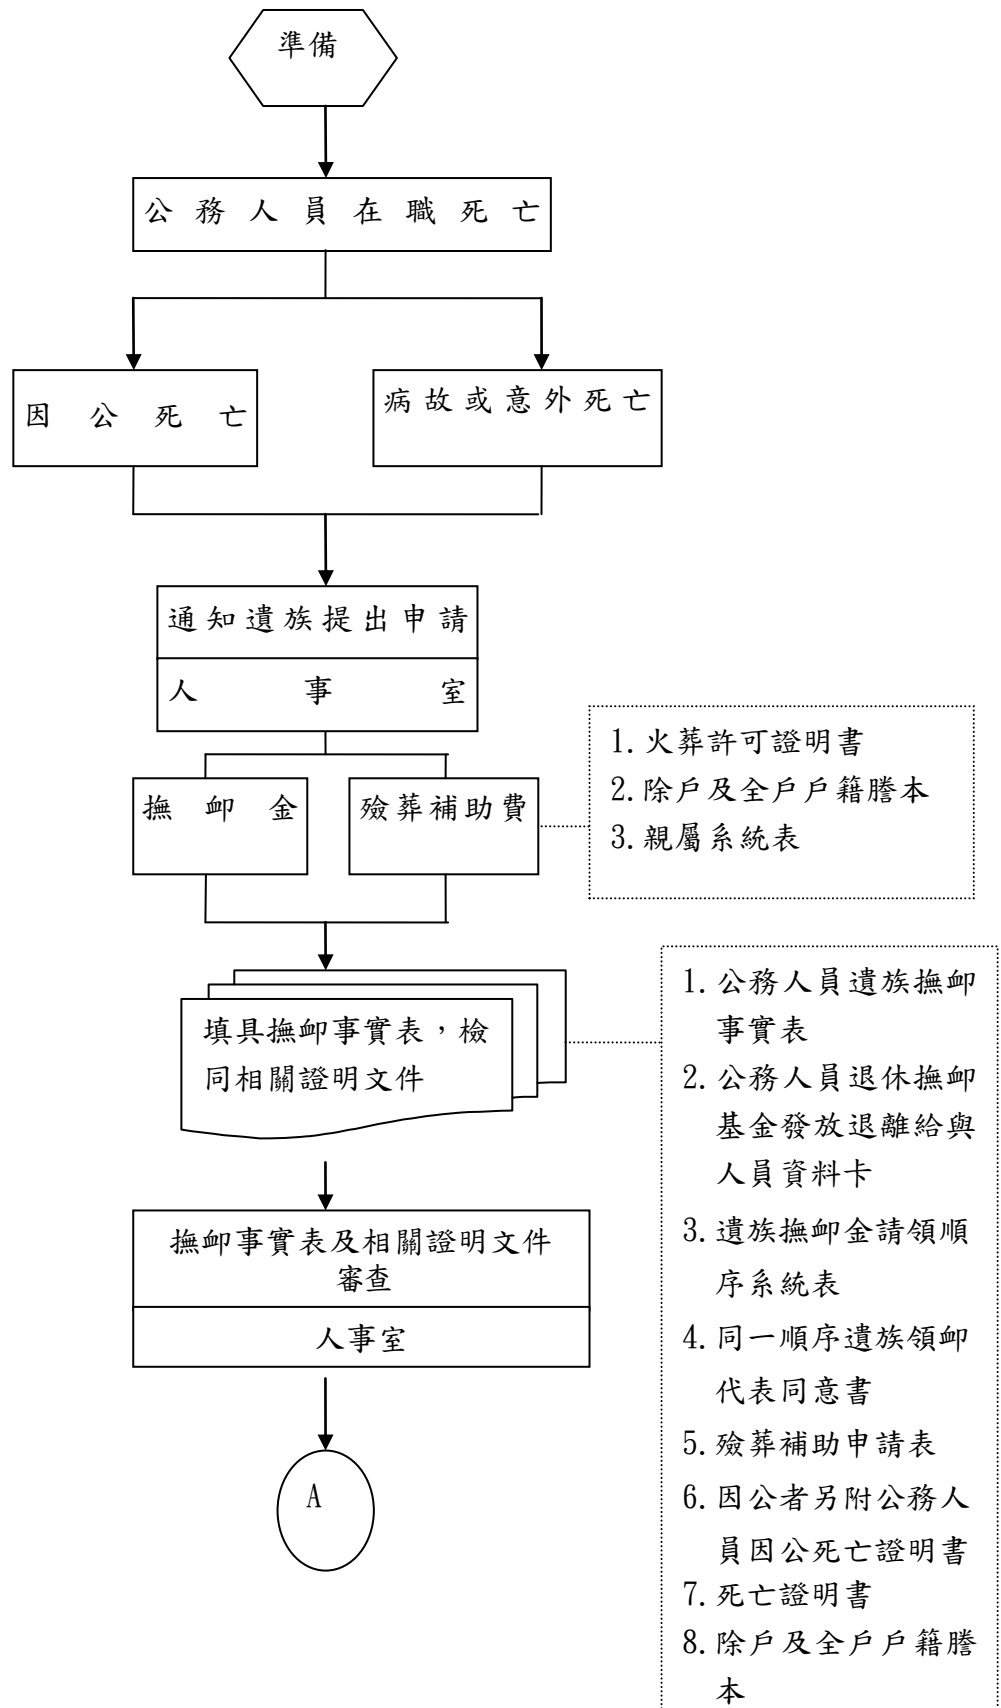 準備
公務人員在職死亡
因公死亡
病故或意外死亡
通知遺族提出申請
人事室
撫卹金
殮葬補助費
1.火葬許可證明書
2.除戶及全戶戶籍謄本
3.親屬系統表
填具撫卹事實表，檢
同相關證明文件
1.公務人員遺族撫卹
事實表
2.公務人員退休撫卹
基金發放退離給與
人員資料卡
3.遺族撫卹金請領順
序系統表
4.同一順序遺族領卹
代表同意書
5.殮葬補助申請表
6.因公者另附公務人
員因公死亡證明書
7.死亡證明書
8.除戶及全戶戶籍謄
本
撫卹事實表及相關證明文件
審查
人事室
A